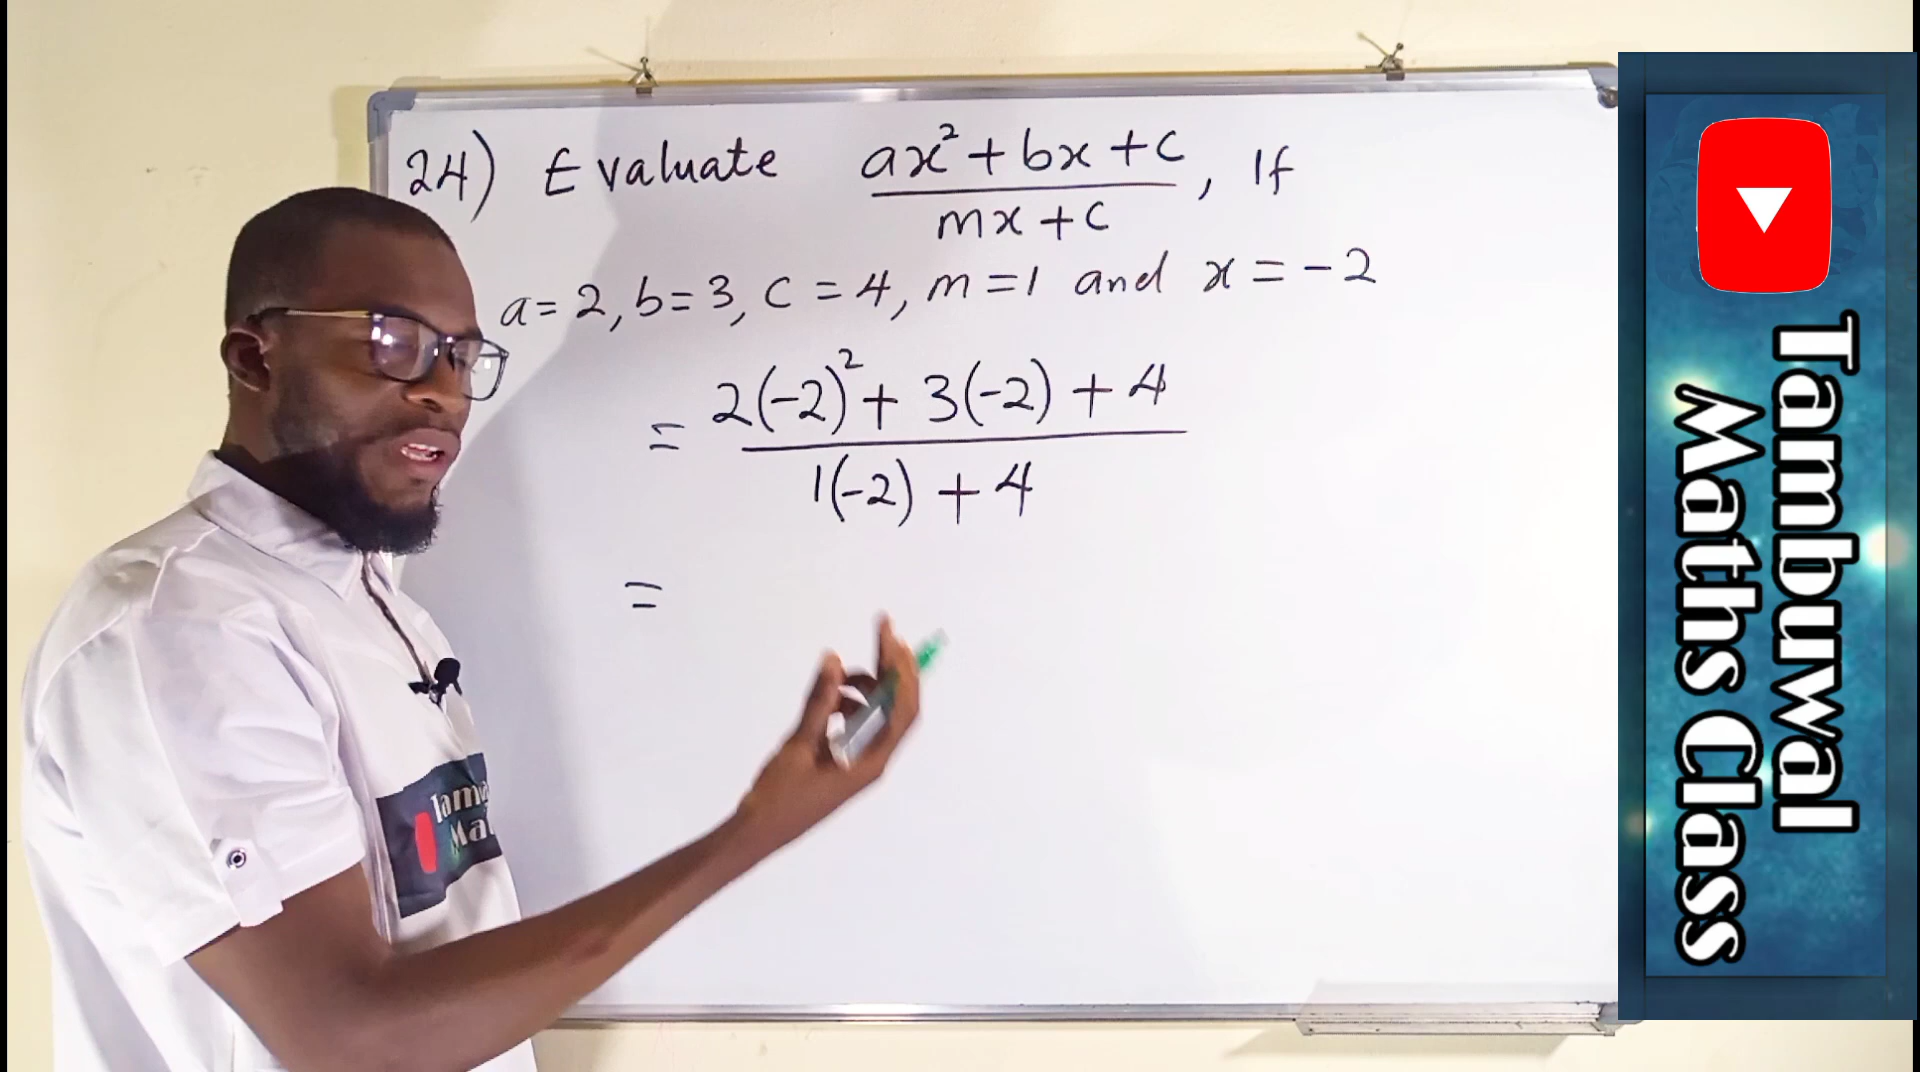 24) Evaluate ax² + bx + c / mx + c, If
a = 2, b = 3, c = 4, m = 1 and x = -2
= 2(-2)² + 3(-2) + 4 / 1(-2) + 4
=
Tambuwal
Maths Class